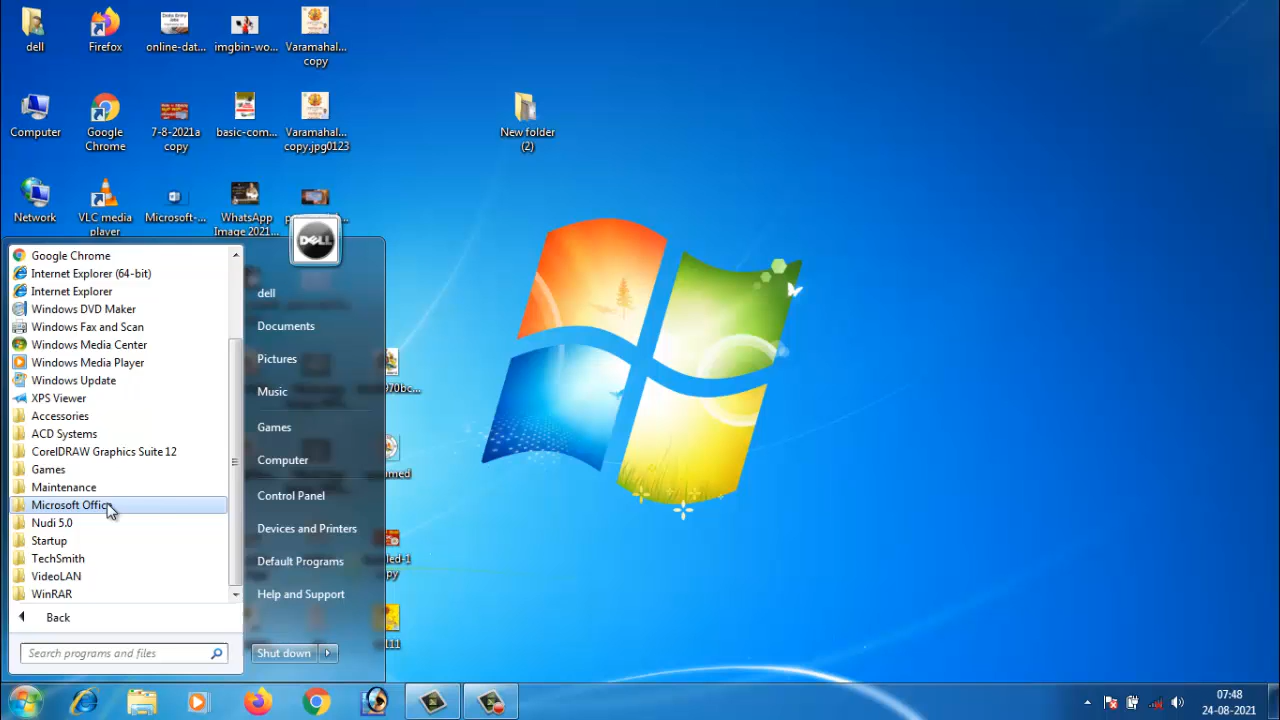 dell
Firefox
online-dat...
imgbin-wo...
Varamahal...
copy
Computer
Google
Chrome
7-8-2021a
copy
basic-com...
Varamahal...
copy.jpg0123
New folder
(2)
Network
VLC media
player
Microsoft-...
WhatsApp
Image 2021...
DELL
Google Chrome
Internet Explorer (64-bit)
Internet Explorer
Windows DVD Maker
Windows Fax and Scan
Windows Media Center
Windows Media Player
Windows Update
XPS Viewer
Accessories
ACD Systems
CorelDRAW Graphics Suite 12
Games
Maintenance
Microsoft Office
Nudi 5.0
Startup
TechSmith
VideoLAN
WinRAR
Back
Search programs and files
dell
Documents
Pictures
Music
Games
Computer
Control Panel
Devices and Printers
Default Programs
Help and Support
Shut down
07:48
24-08-2021